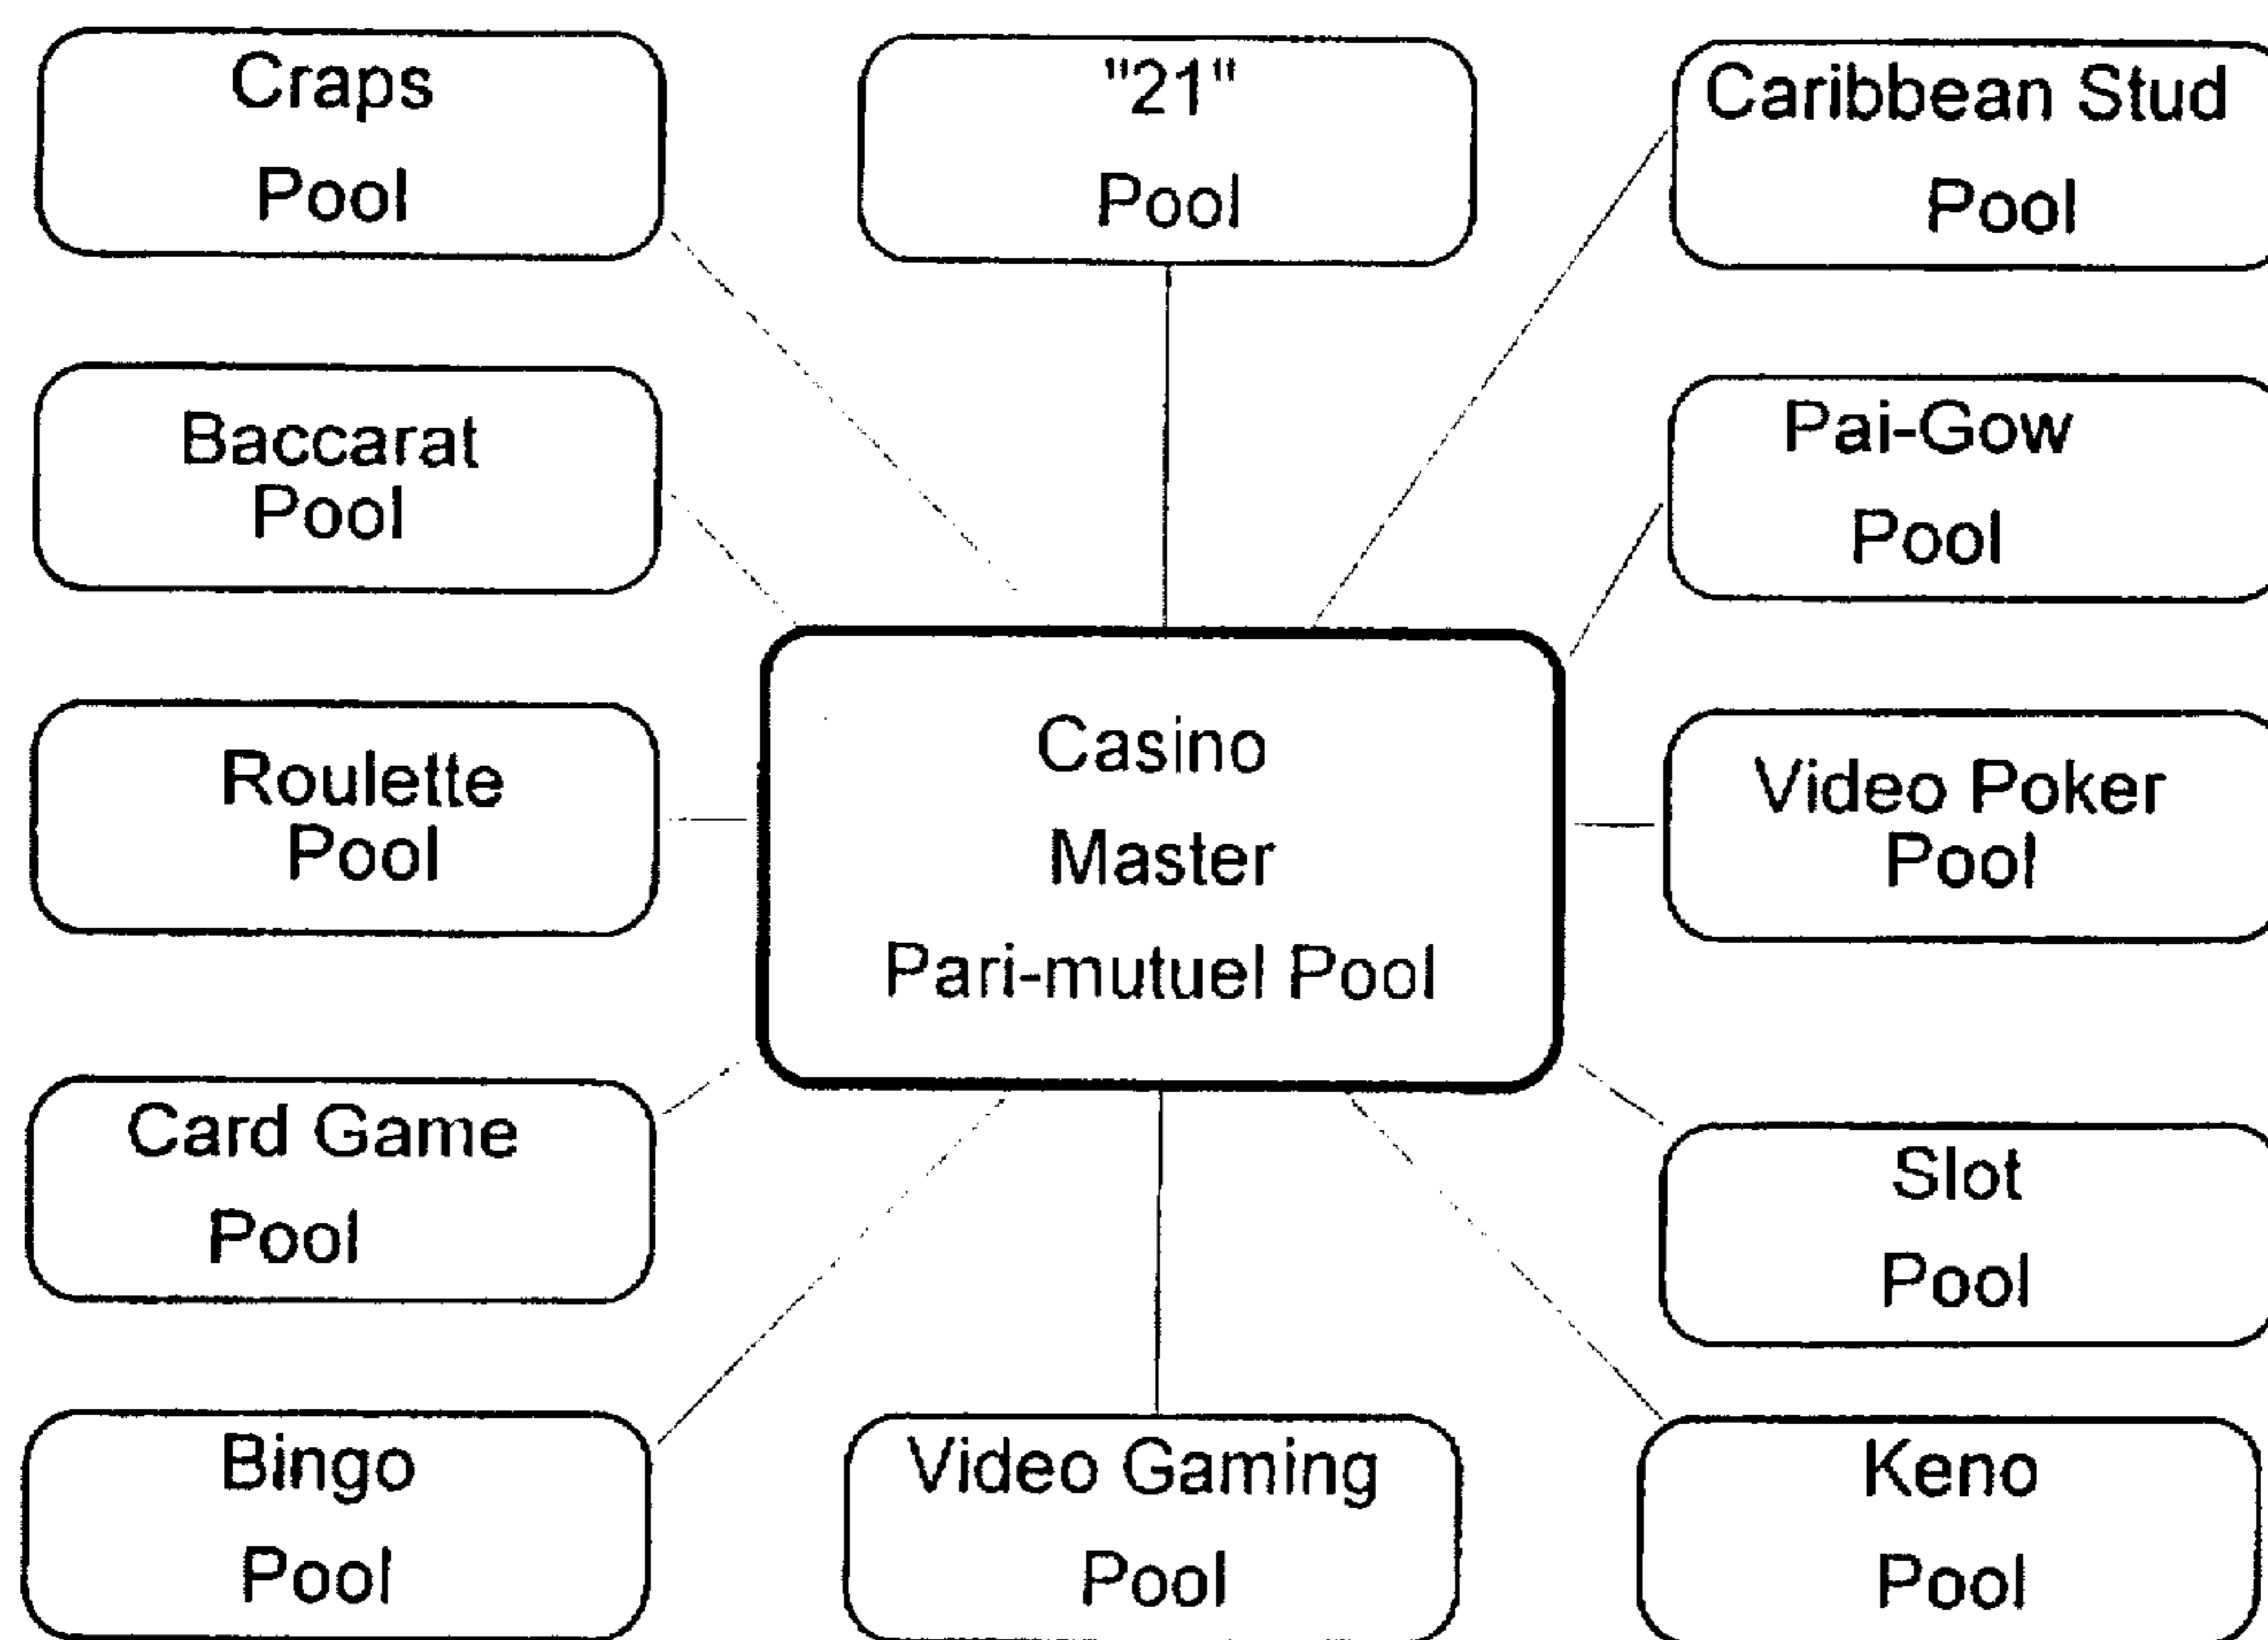 Craps
Pool
"21"
Pool
Caribbean Stud
Pool
Baccarat
Pool
Pai-Gow
Pool
Roulette
Pool
Casino
Master
Pari-mutuel Pool
Video Poker
Pool
Card Game
Pool
Slot
Pool
Bingo
Pool
Video Gaming
Pool
Keno
Pool